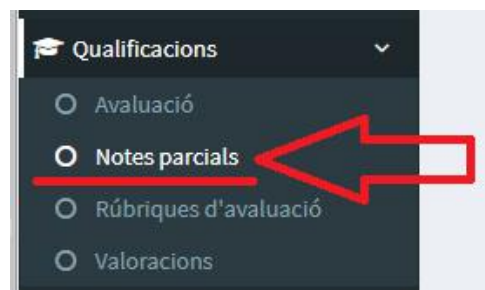 Qualificacions
Avaluació
Notes parcials
Rúbriques d'avaluació
Valoracions